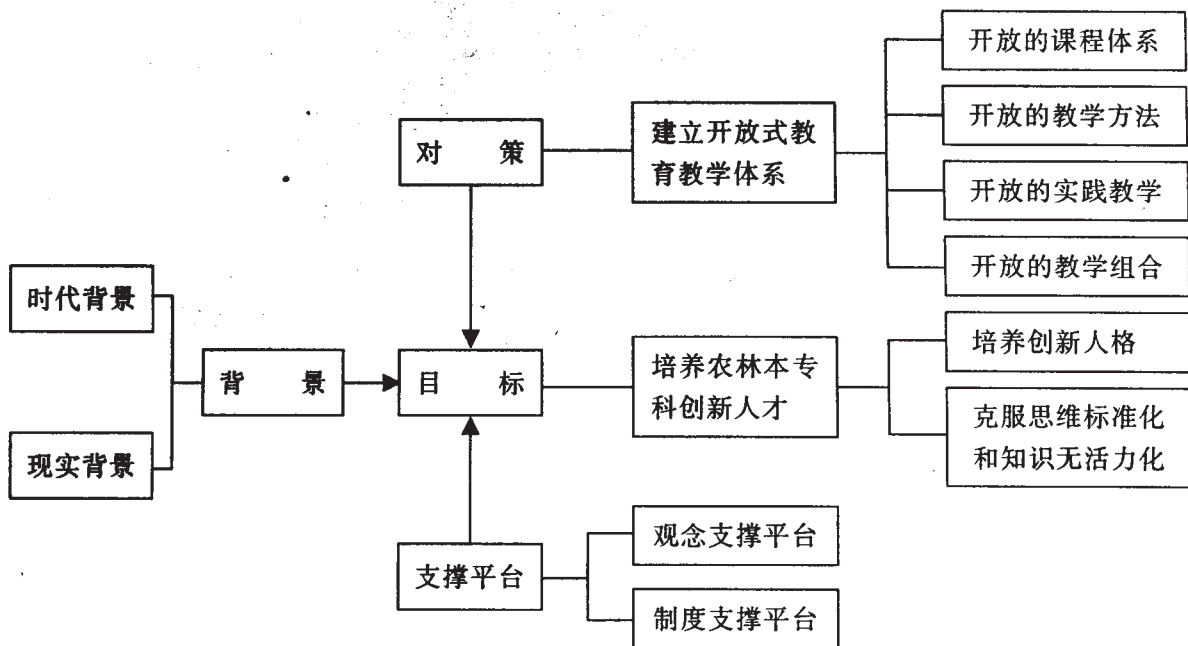 开放的课程体系
开放的教学方法
对 策
建立开放式教
育教学体系
开放的实践教学
开放的教学组合
时代背景
背 景
目 标
培养农林本专
科创新人才
培养创新人格
克服思维标准化
和知识无活力化
现实背景
支撑平台
观念支撑平台
制度支撑平台